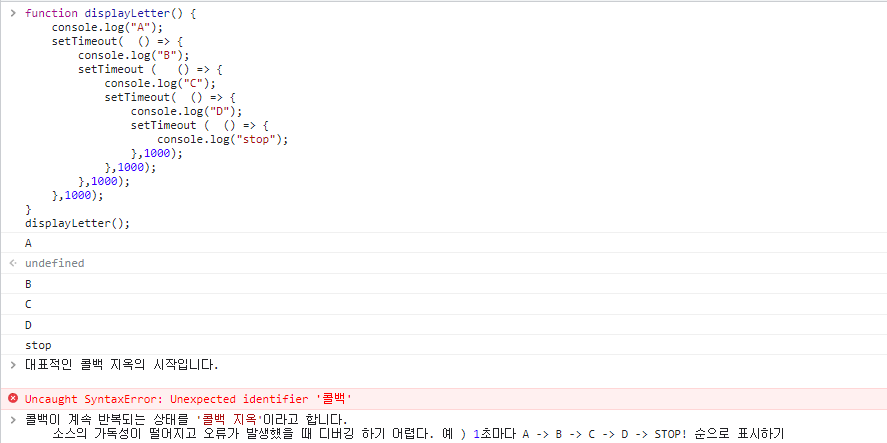 function displayLetter() {
    console.log("A");
    setTimeout(  () => {
        console.log("B");
        setTimeout (   () => {
            console.log("C");
            setTimeout(  () => {
                console.log("D");
                setTimeout (  () => {
                    console.log("stop");
                },1000);
            },1000);
        },1000);
    },1000);
}
displayLetter();
A
undefined
B
C
D
stop
대표적인 콜백 지옥의 시작입니다.
Uncaught SyntaxError: Unexpected identifier '콜백'
콜백이 계속 반복되는 상태를 '콜백 지옥'이라고 합니다.
소스의 가독성이 떨어지고 오류가 발생했을 때 디버깅 하기 어렵다. 예 ) 1초마다 A -> B -> C -> D -> STOP! 순으로 표시하기